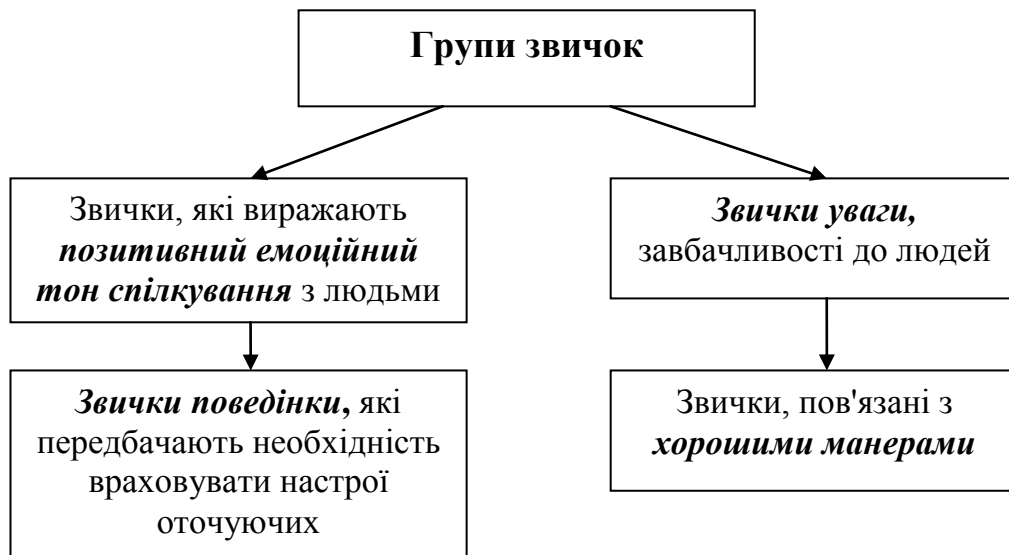 Групи звичок
Звички, які виражають
позитивний емоційний
тон спілкування з людьми
Звички уваги,
завбачливості до людей
Звички поведінки, які
передбачають необхідність
враховувати настрої
оточуючих
Звички, пов'язані з
хорошими манерами